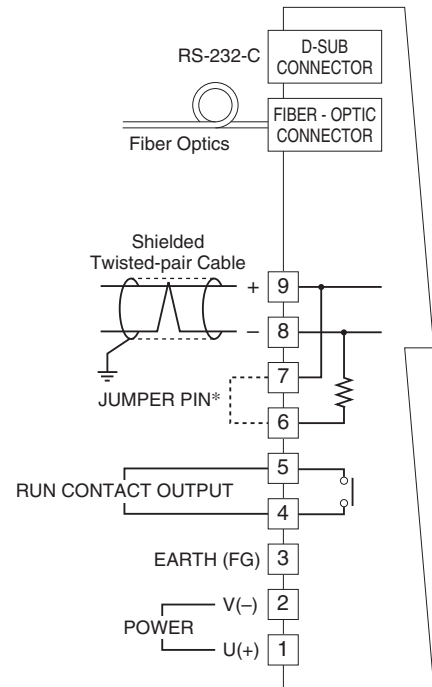 RS-232-C
D-SUB
CONNECTOR
FIBER - OPTIC
CONNECTOR
Fiber Optics
Shielded
Twisted-pair Cable
+ 9
– 8
7
JUMPER PIN*
6
5
RUN CONTACT OUTPUT
4
EARTH (FG) 3
V(–) 2
POWER
U(+) 1